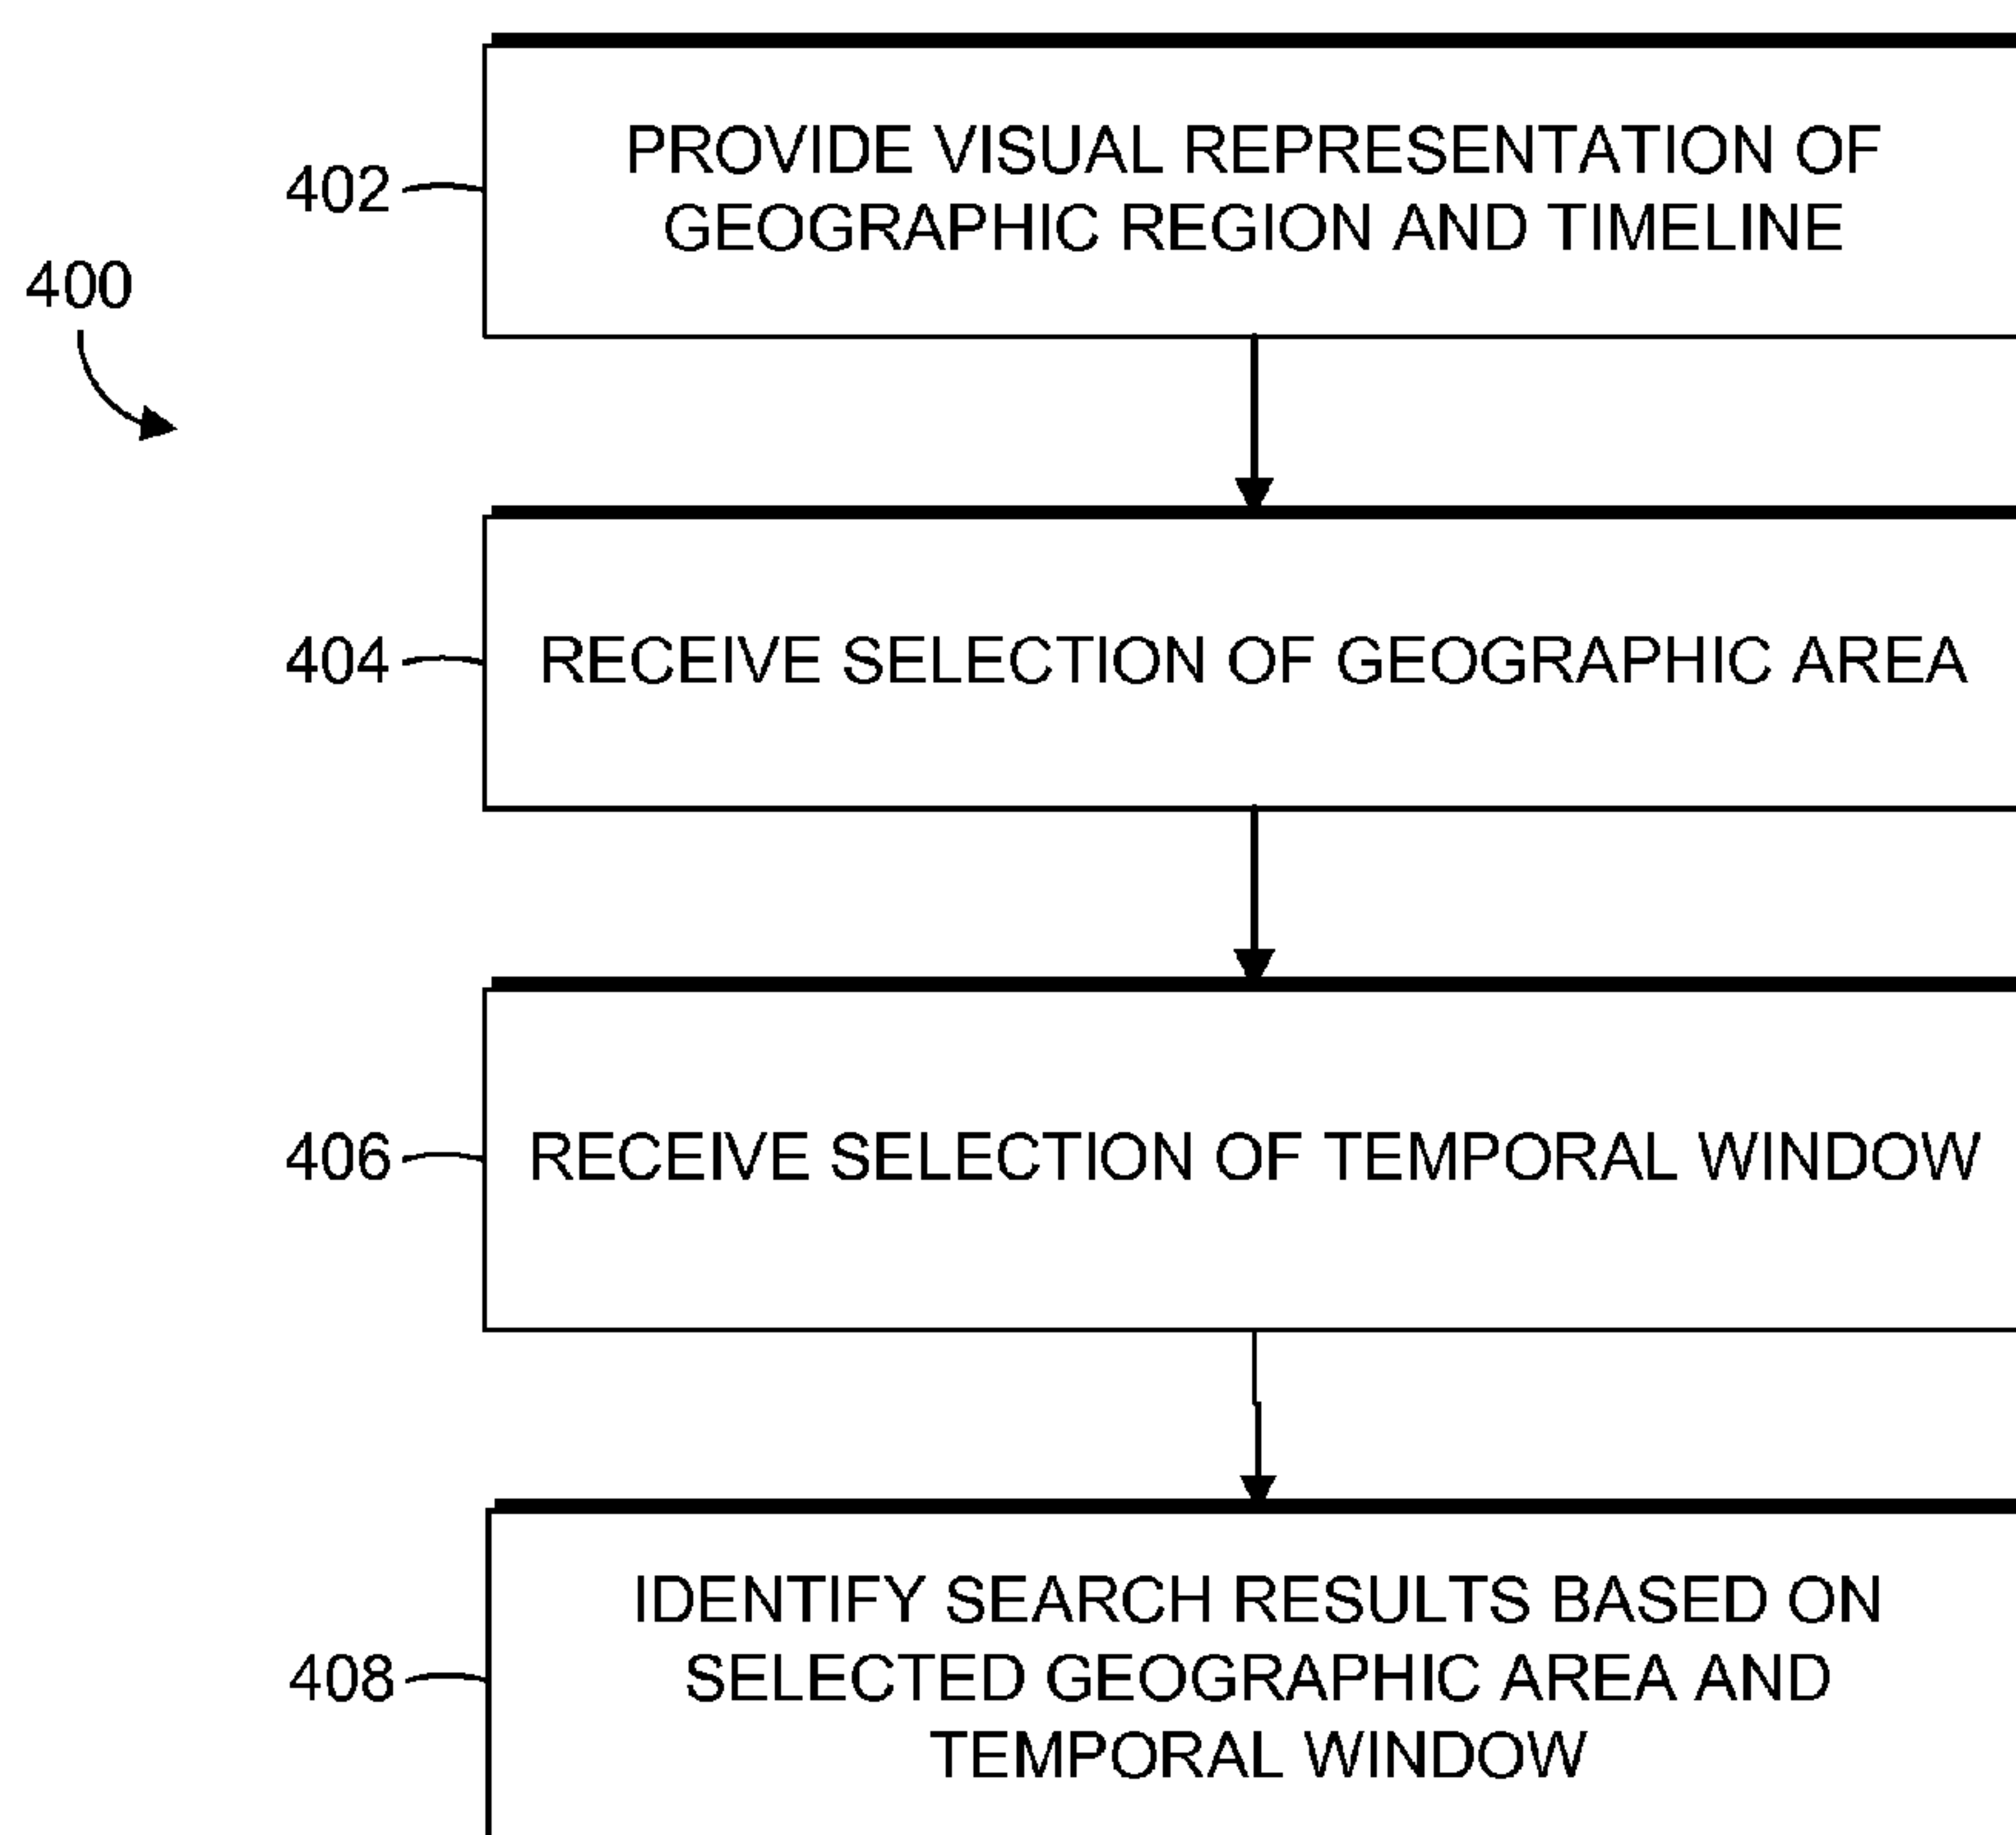 PROVIDE VISUAL REPRESENTATION OF
GEOGRAPHIC REGION AND TIMELINE
402
400
404
RECEIVE SELECTION OF GEOGRAPHIC AREA
406
RECEIVE SELECTION OF TEMPORAL WINDOW
IDENTIFY SEARCH RESULTS BASED ON
408
SELECTED GEOGRAPHIC AREA AND
TEMPORAL WINDOW